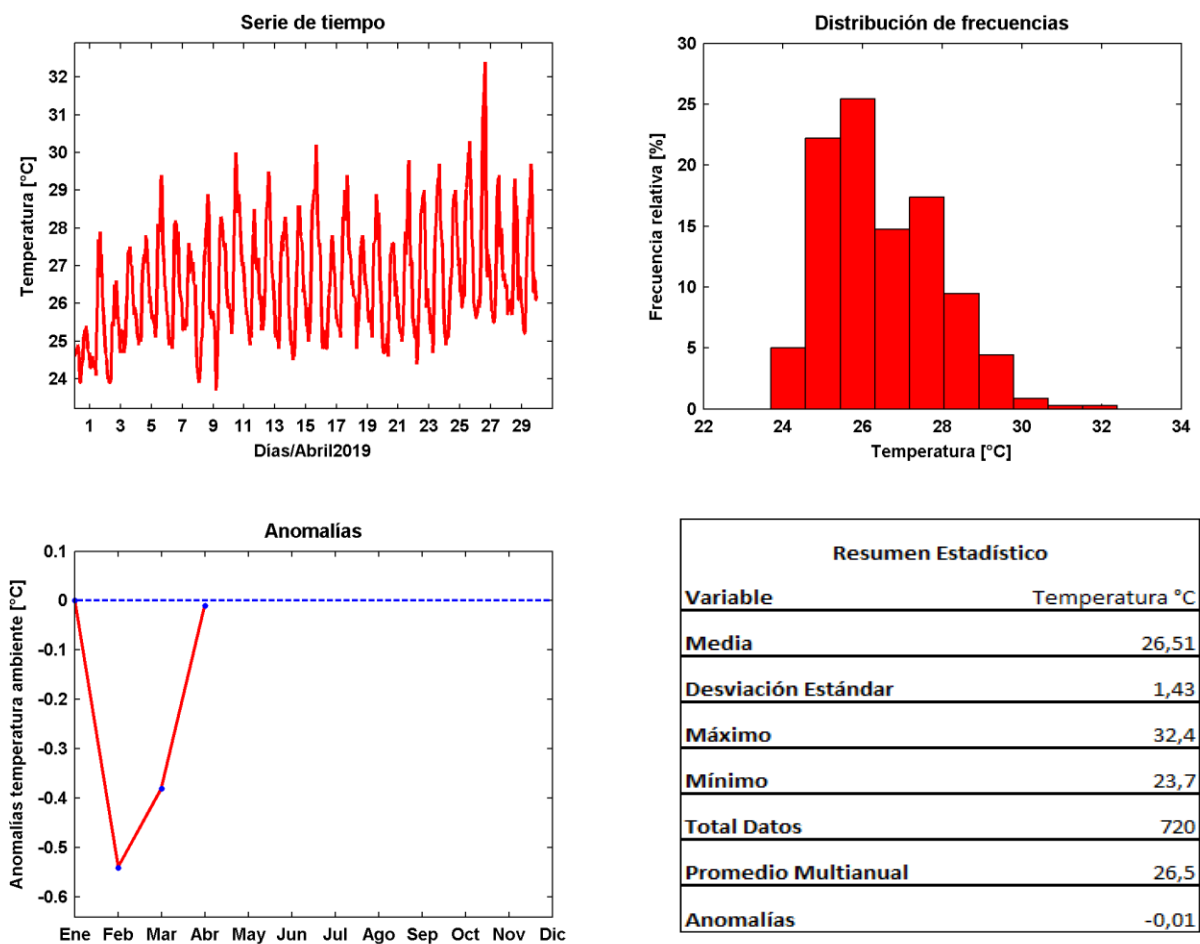 Serie de tiempo
Temperatura [°C]
32
31
30
29
28
27
26
25
24
1 3 5 7 9 11 13 15 17 19 21 23 25 27 29
Días/Abril2019
Distribución de frecuencias
Frecuencia relativa [%]
30
25
20
15
10
5
0
22 24 26 28 30 32 34
Temperatura [°C]
Anomalías
Anomalías temperatura ambiente [°C]
0.1
0
-0.1
-0.2
-0.3
-0.4
-0.5
-0.6
Ene Feb Mar Abr May Jun Jul Ago Sep Oct Nov Dic
Resumen Estadístico
Variable Temperatura °C
Media 26,51
Desviación Estándar 1,43
Máximo 32,4
Mínimo 23,7
Total Datos 720
Promedio Multianual 26,5
Anomalías -0,01